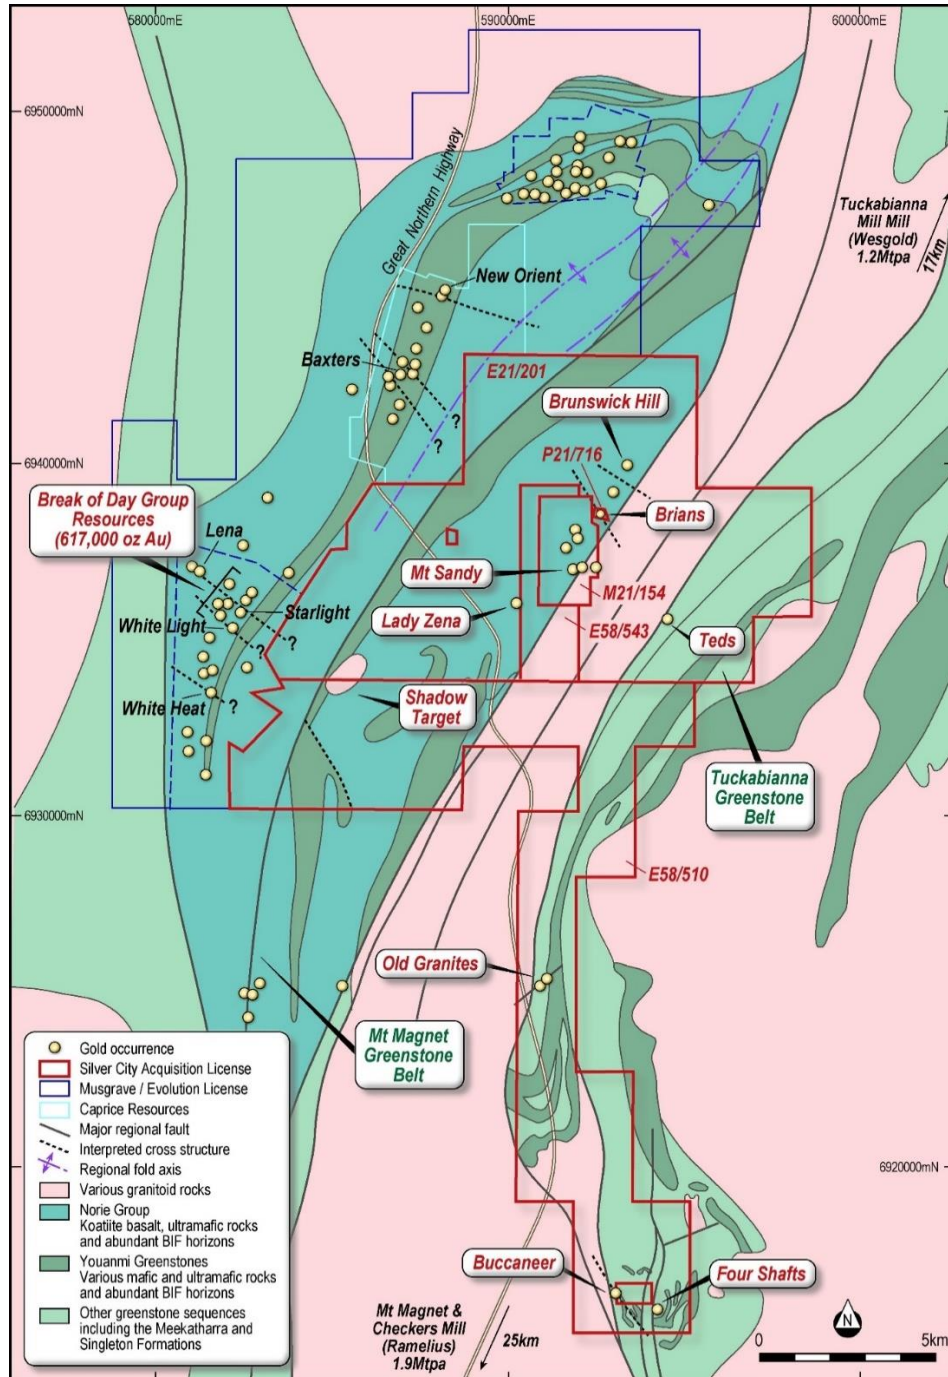 580000mE
590000mE
600000mE
6950000mN
Great Northern Highway
Tuckabianna
Mill Mill
(Wesgold)
1.2Mtpa
17km
New Orient
Baxters
?
?
E21/201
Brunswick Hill
P21/716
6940000mN
Break of Day Group
Resources
(617,000 oz Au)
Lena
Brians
Mt Sandy
M21/154
Starlight
Lady Zena
White Light
?
?
E58/543
Teds
White Heat
?
Shadow
Target
Tuckabianna
Greenstone
Belt
6930000mN
E58/510
Old Granites
Mt Magnet
Greenstone
Belt
Gold occurrence
Silver City Acquisition License
Musgrave / Evolution License
Caprice Resources
Major regional fault
Interpreted cross structure
Regional fold axis
Various granitoid rocks
Norie Group
Koatiite basalt, ultramafic rocks
and abundant BIF horizons
Youanmi Greenstones
Various mafic and ultramafic rocks
and abundant BIF horizons
Other greenstone sequences
including the Meekatharra and
Singleton Formations
6920000mN
Buccaneer
Four Shafts
Mt Magnet &
Checkers Mill
(Ramelius)
1.9Mtpa
25km
N
0
5km